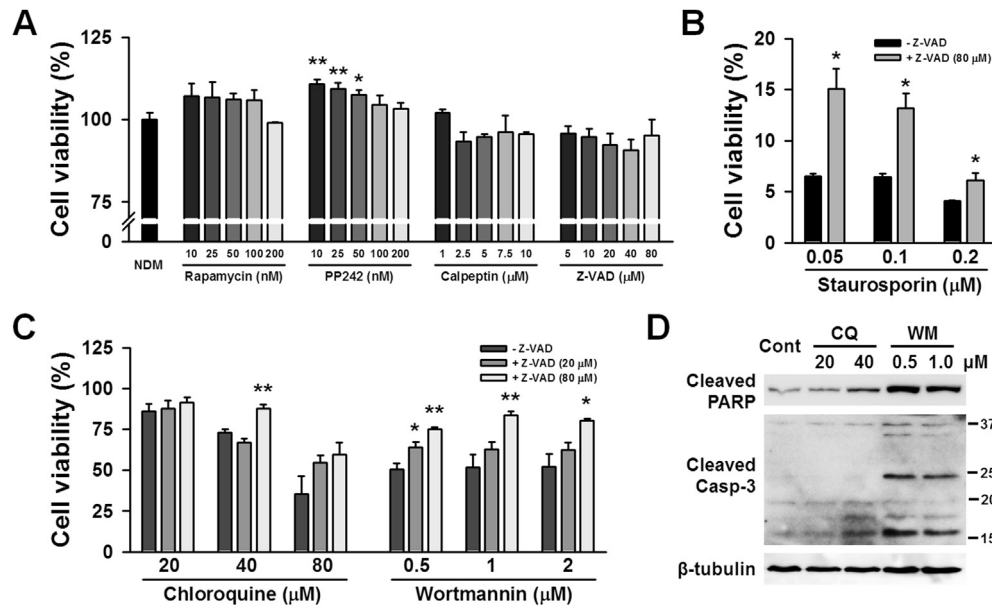 A
Cell viability (%)
125
100
75
0
** ** *
NDM
10 25 50 100 200
10 25 50 100 200
1 2.5 5 7.5 10
5 10 20 40 80
Rapamycin (nM)
PP242 (nM)
Calpeptin (μM)
Z-VAD (μM)
B
Cell viability (%)
20
15
10
5
0
- Z-VAD
+ Z-VAD (80 μM)
* * *
0.05 0.1 0.2
Staurosporin (μM)
C
Cell viability (%)
125
100
75
50
25
0
- Z-VAD
+ Z-VAD (20 μM)
+ Z-VAD (80 μM)
** * ** ** *
20 40 80 0.5 1 2
Chloroquine (μM)
Wortmannin (μM)
D
Cont CQ WM
20 40 0.5 1.0 μM
Cleaved
PARP
Cleaved
Casp-3
37
25
20
15
β-tubulin